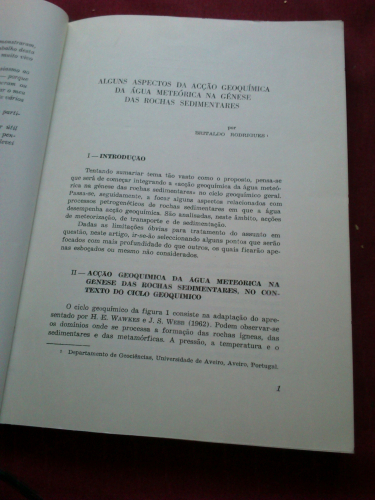 ALGUNS ASPECTOS DA ACÇÃO GEOQUÍMICA
DA ÁGUA METEÓRICA NA GÉNESE
DAS ROCHAS SEDIMENTARES
por
RODRIGUES 1
I — INTRODUÇÃO
Tentando sumariar tema tão vasto como o proposto, pensa-se
que será de começar integrando a «acção geoquímica da água meteó-
rica na génese das rochas sedimentares» no ciclo geoquímico geral.
Passa-se, seguidamente, a focar alguns aspectos relacionados com
processos petrogenéticos de rochas sedimentares em que a água
desempenha acção geoquímica. São analisadas, neste âmbito, acções
de meteorização, de transporte e de sedimentação.
Dadas as limitações óbvias para tratamento do assunto em
questão, neste artigo, ir-se-ão seleccionando alguns pontos que serão
focados com mais profundidade do que outros, os quais ficarão ape-
nas esboçados ou mesmo não considerados.
II — ACÇÃO GEOQUÍMICA DA ÁGUA METEÓRICA NA
GÉNESE DAS ROCHAS SEDIMENTARES, NO CON-
TEXTO DO CICLO GEOQUÍMICO
O ciclo geoquímico da figura 1 consiste na adaptação do apre-
sentado por H. E. WAWKES e J. S. WEBB (1962). Podem observar-se
os domínios onde se processa a formação das rochas ígneas, das
sedimentares e das metamórficas. A pressão, a temperatura e o
1 Departamento de Geociências, Universidade de Aveiro, Aveiro, Portugal.
1